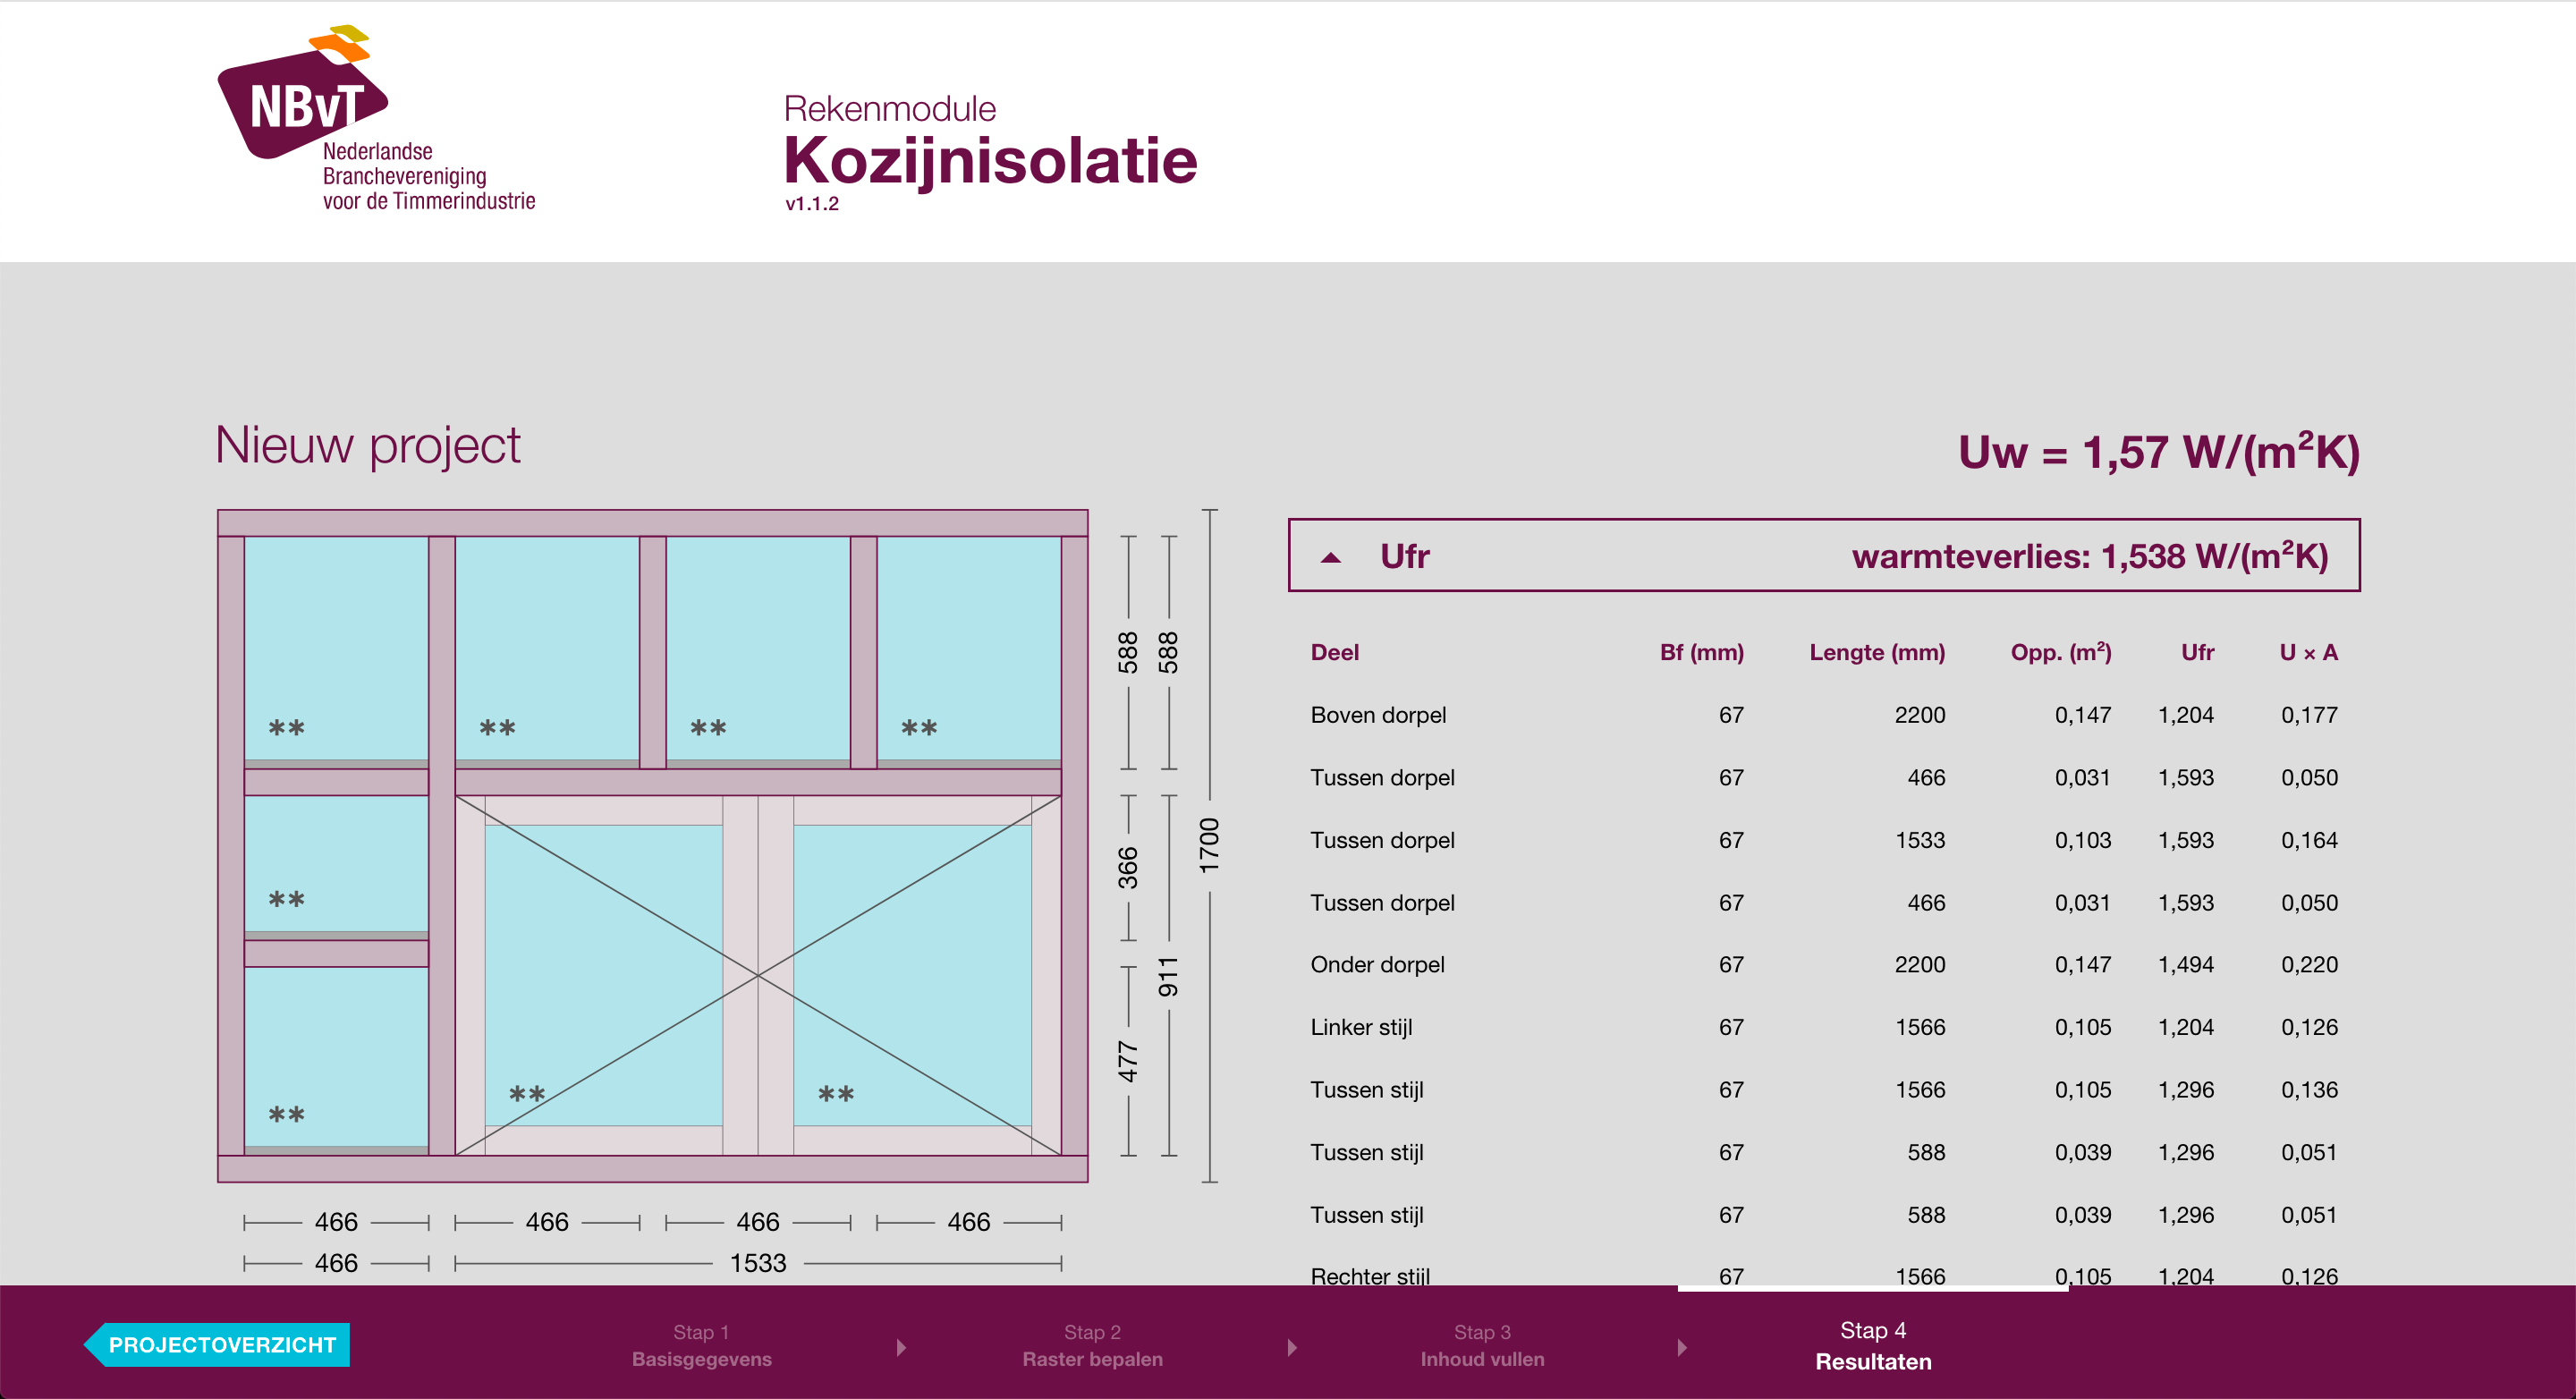 NBvT
Nederlandse
Branchevereniging
voor de Timmerindustrie
Rekenmodule
Kozijnisolatie
v1.1.2
Nieuw project
Uw = 1,57 W/(m²K)
Ufr warmteverlies: 1,538 W/(m²K)
** ** ** **
**
**
** **
588 588
366
1700
911
477
466 466 466 466
466 1533
Deel Bf (mm) Lengte (mm) Opp. (m²) Ufr U × A
Boven dorpel 67 2200 0,147 1,204 0,177
Tussen dorpel 67 466 0,031 1,593 0,050
Tussen dorpel 67 1533 0,103 1,593 0,164
Tussen dorpel 67 466 0,031 1,593 0,050
Onder dorpel 67 2200 0,147 1,494 0,220
Linker stijl 67 1566 0,105 1,204 0,126
Tussen stijl 67 1566 0,105 1,296 0,136
Tussen stijl 67 588 0,039 1,296 0,051
Tussen stijl 67 588 0,039 1,296 0,051
Rechter stijl 67 1566 0,105 1,204 0,126
PROJECTOVERZICHT
Stap 1
Basisgegevens
Stap 2
Raster bepalen
Stap 3
Inhoud vullen
Stap 4
Resultaten